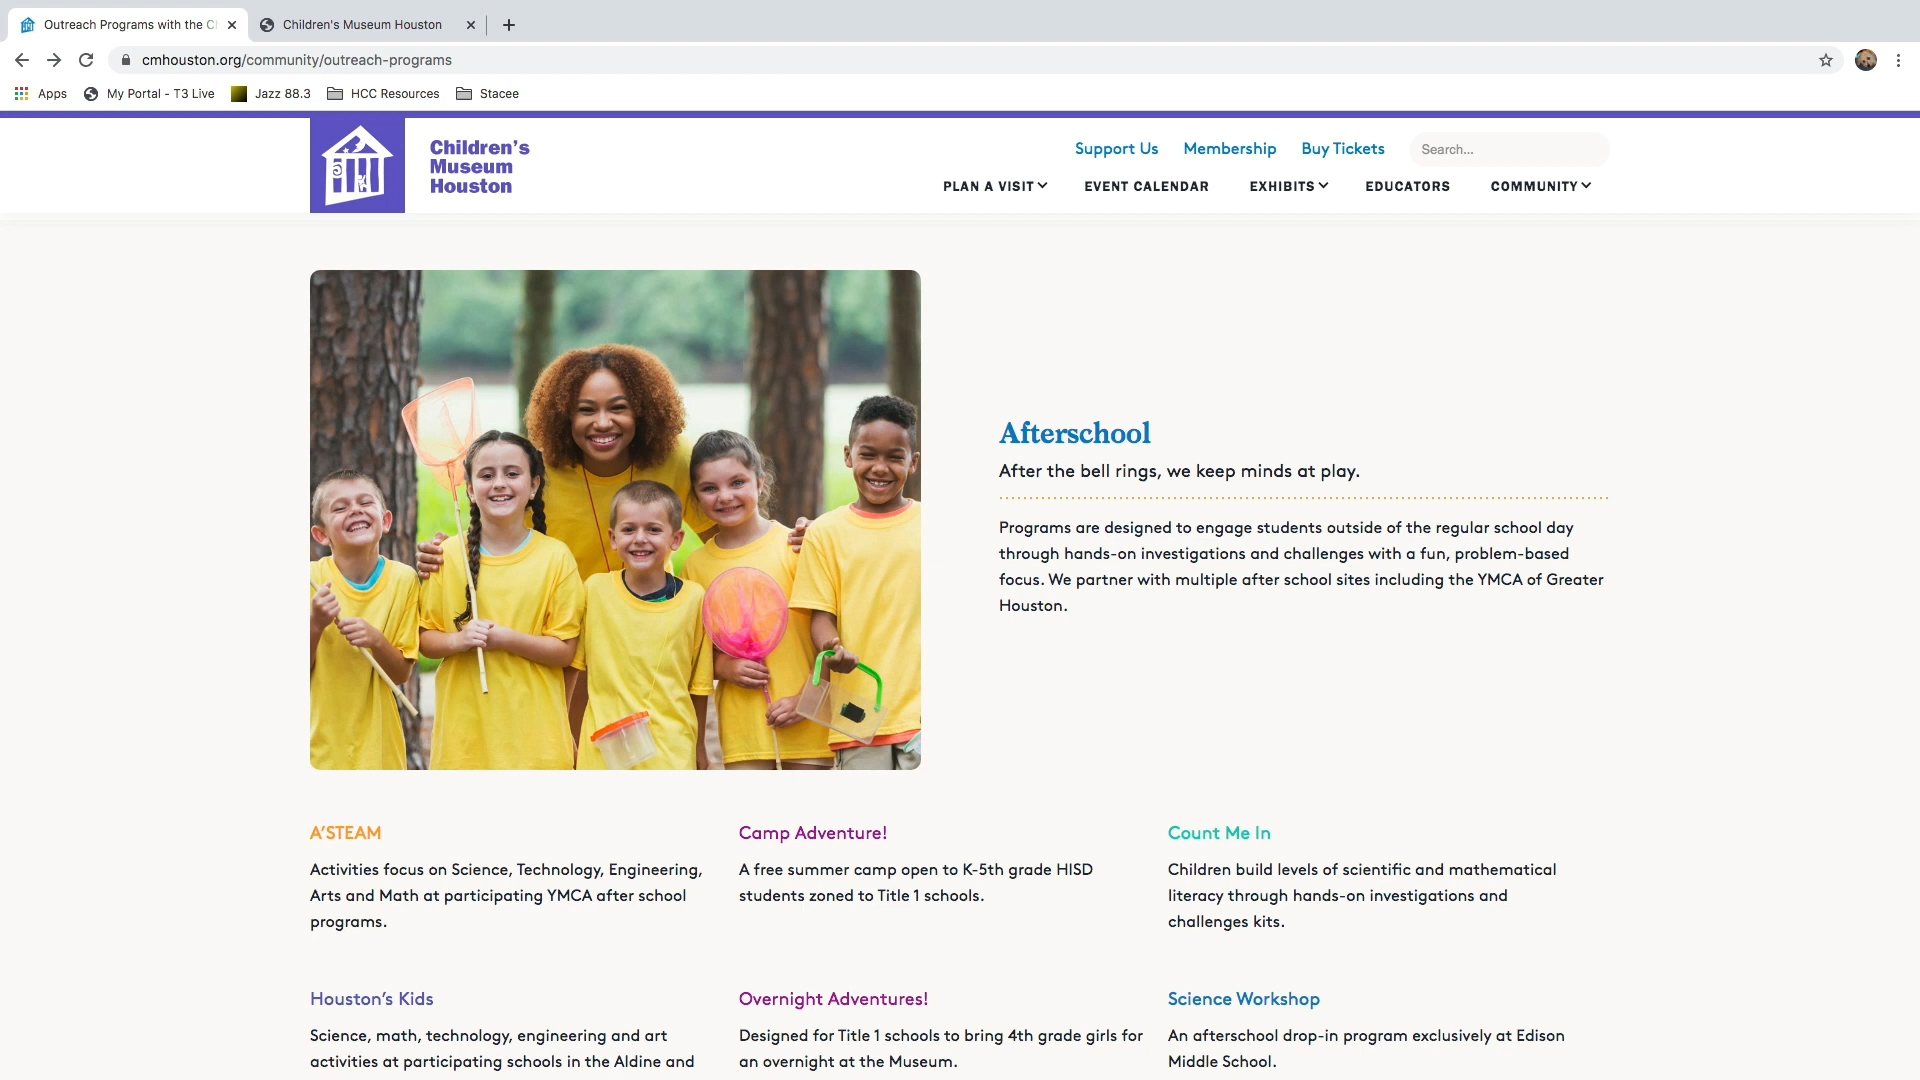 Outreach Programs with the C
Children's Museum Houston
cmhouston.org/community/outreach-programs
Apps
My Portal - T3 Live
Jazz 88.3
HCC Resources
Stacee
Children's
Museum
Houston
Support Us
Membership
Buy Tickets
Search...
PLAN A VISIT
EVENT CALENDAR
EXHIBITS
EDUCATORS
COMMUNITY
Afterschool
After the bell rings, we keep minds at play.
Programs are designed to engage students outside of the regular school day
through hands-on investigations and challenges with a fun, problem-based
focus. We partner with multiple after school sites including the YMCA of Greater
Houston.
A'STEAM
Activities focus on Science, Technology, Engineering,
Arts and Math at participating YMCA after school
programs.
Camp Adventure!
A free summer camp open to K-5th grade HISD
students zoned to Title 1 schools.
Count Me In
Children build levels of scientific and mathematical
literacy through hands-on investigations and
challenges kits.
Houston's Kids
Science, math, technology, engineering and art
activities at participating schools in the Aldine and
Overnight Adventures!
Designed for Title 1 schools to bring 4th grade girls for
an overnight at the Museum.
Science Workshop
An afterschool drop-in program exclusively at Edison
Middle School.